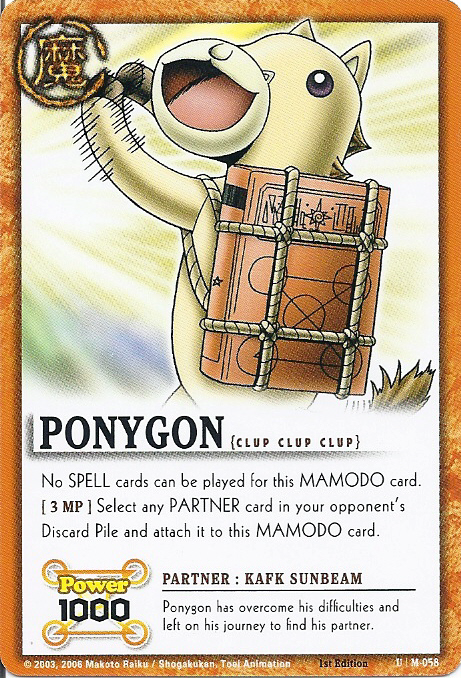 魔
PONYGON {CLUP CLUP CLUP}
No SPELL cards can be played for this MAMODO card.
[ 3 MP ] Select any PARTNER card in your opponent's
Discard Pile and attach it to this MAMODO card.
Power
1000
PARTNER : KAFK SUNBEAM
Ponygon has overcome his difficulties and
left on his journey to find his partner.
© 2003, 2006 Makoto Raiku / Shogakukan, Toei Animation
1st Edition
U | M-058